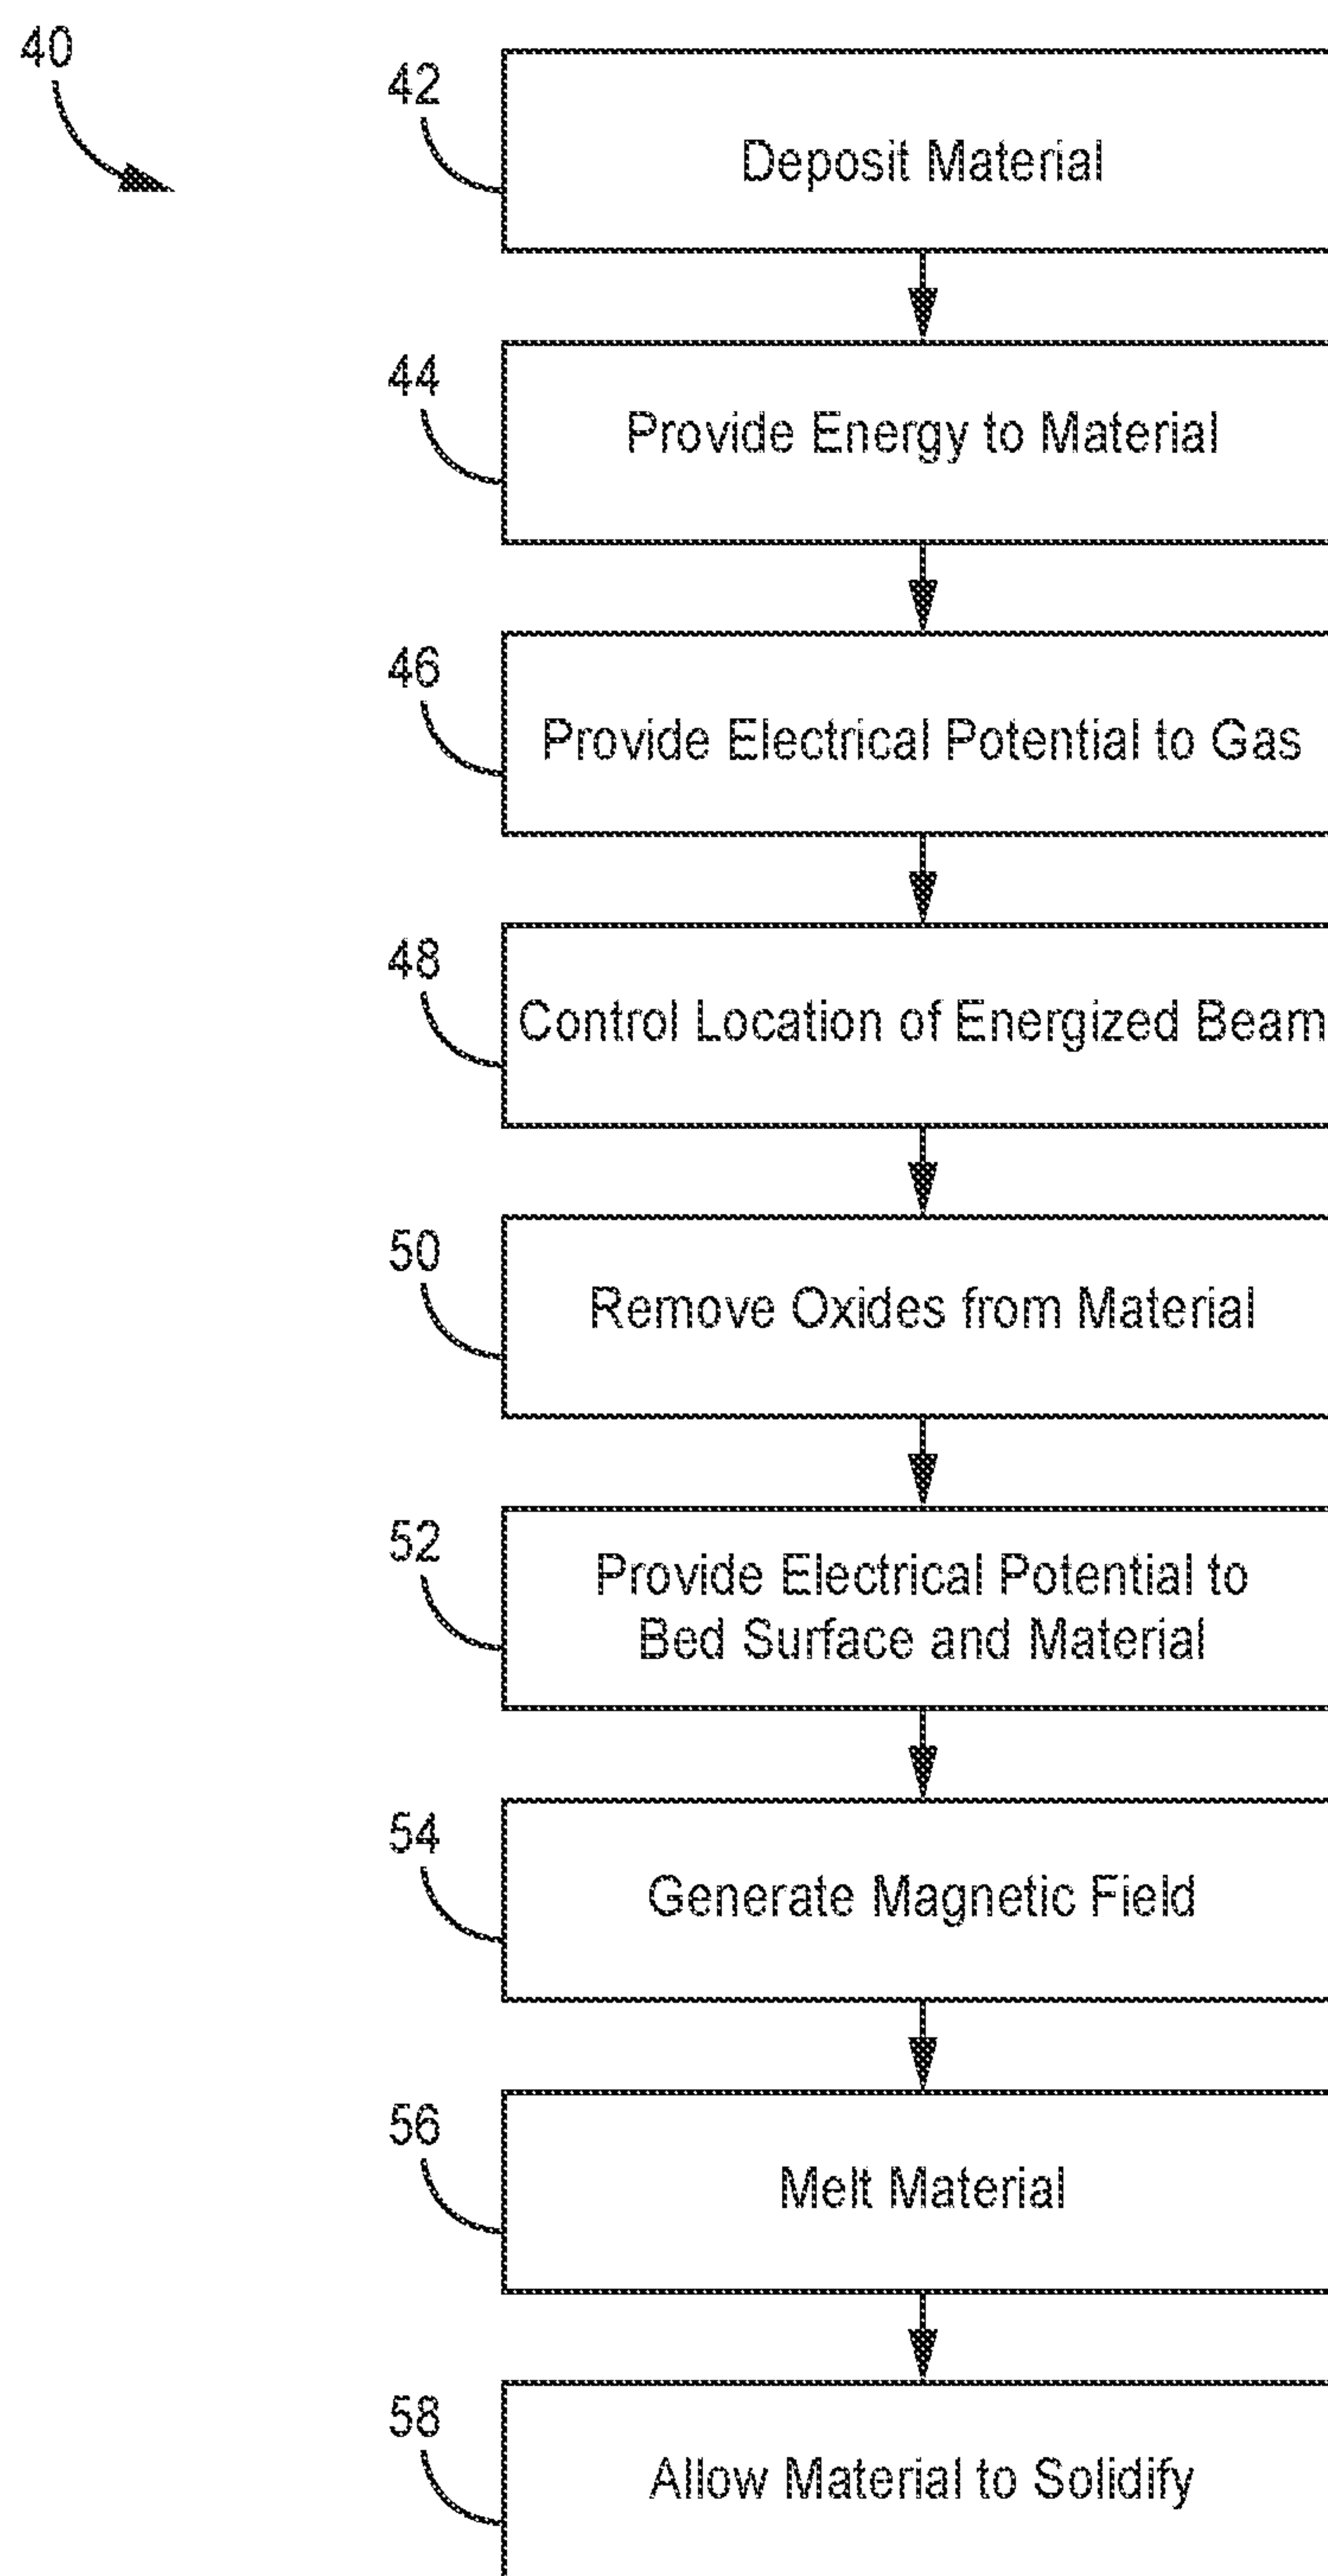 40
42
Deposit Material
44
Provide Energy to Material
46
Provide Electrical Potential to Gas
48
Control Location of Energized Beam
50
Remove Oxides from Material
52
Provide Electrical Potential to
Bed Surface and Material
54
Generate Magnetic Field
56
Melt Material
58
Allow Material to Solidify